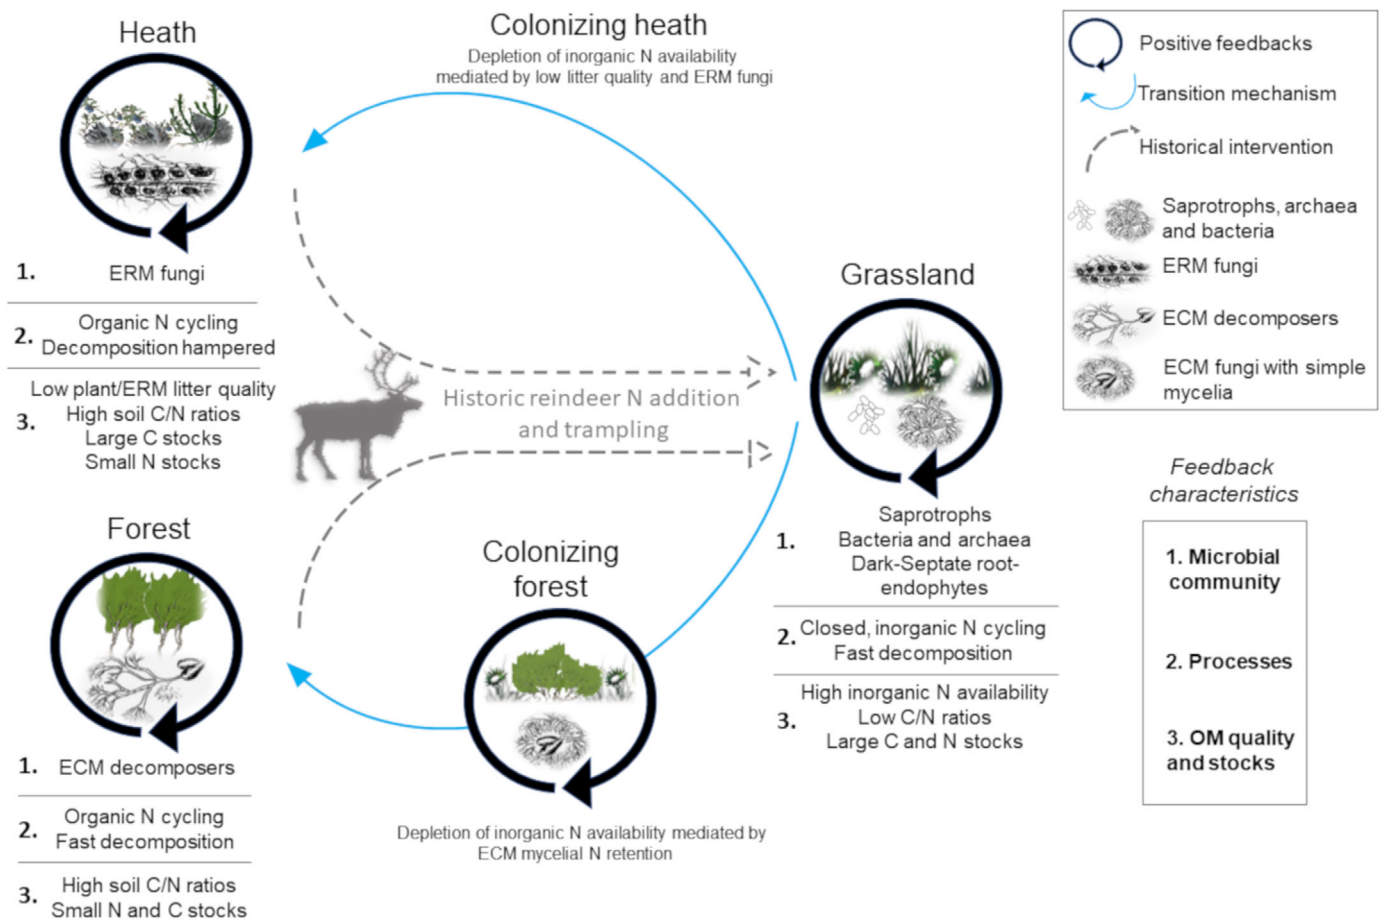 Heath
1. ERM fungi
2. Organic N cycling
Decomposition hampered
3. Low plant/ERM litter quality
High soil C/N ratios
Large C stocks
Small N stocks
Forest
1. ECM decomposers
2. Organic N cycling
Fast decomposition
3. High soil C/N ratios
Small N and C stocks
Colonizing heath
Depletion of inorganic N availability
mediated by low litter quality and ERM fungi
Historic reindeer N addition
and trampling
Colonizing
forest
Depletion of inorganic N availability mediated by
ECM mycelial N retention
Grassland
1. Saprotrophs
Bacteria and archaea
Dark-Septate root-
endophytes
2. Closed, inorganic N cycling
Fast decomposition
3. High inorganic N availability
Low C/N ratios
Large C and N stocks
Positive feedbacks
Transition mechanism
Historical intervention
Saprotrophs, archaea
and bacteria
ERM fungi
ECM decomposers
ECM fungi with simple
mycelia
Feedback
characteristics
1. Microbial
community
2. Processes
3. OM quality
and stocks